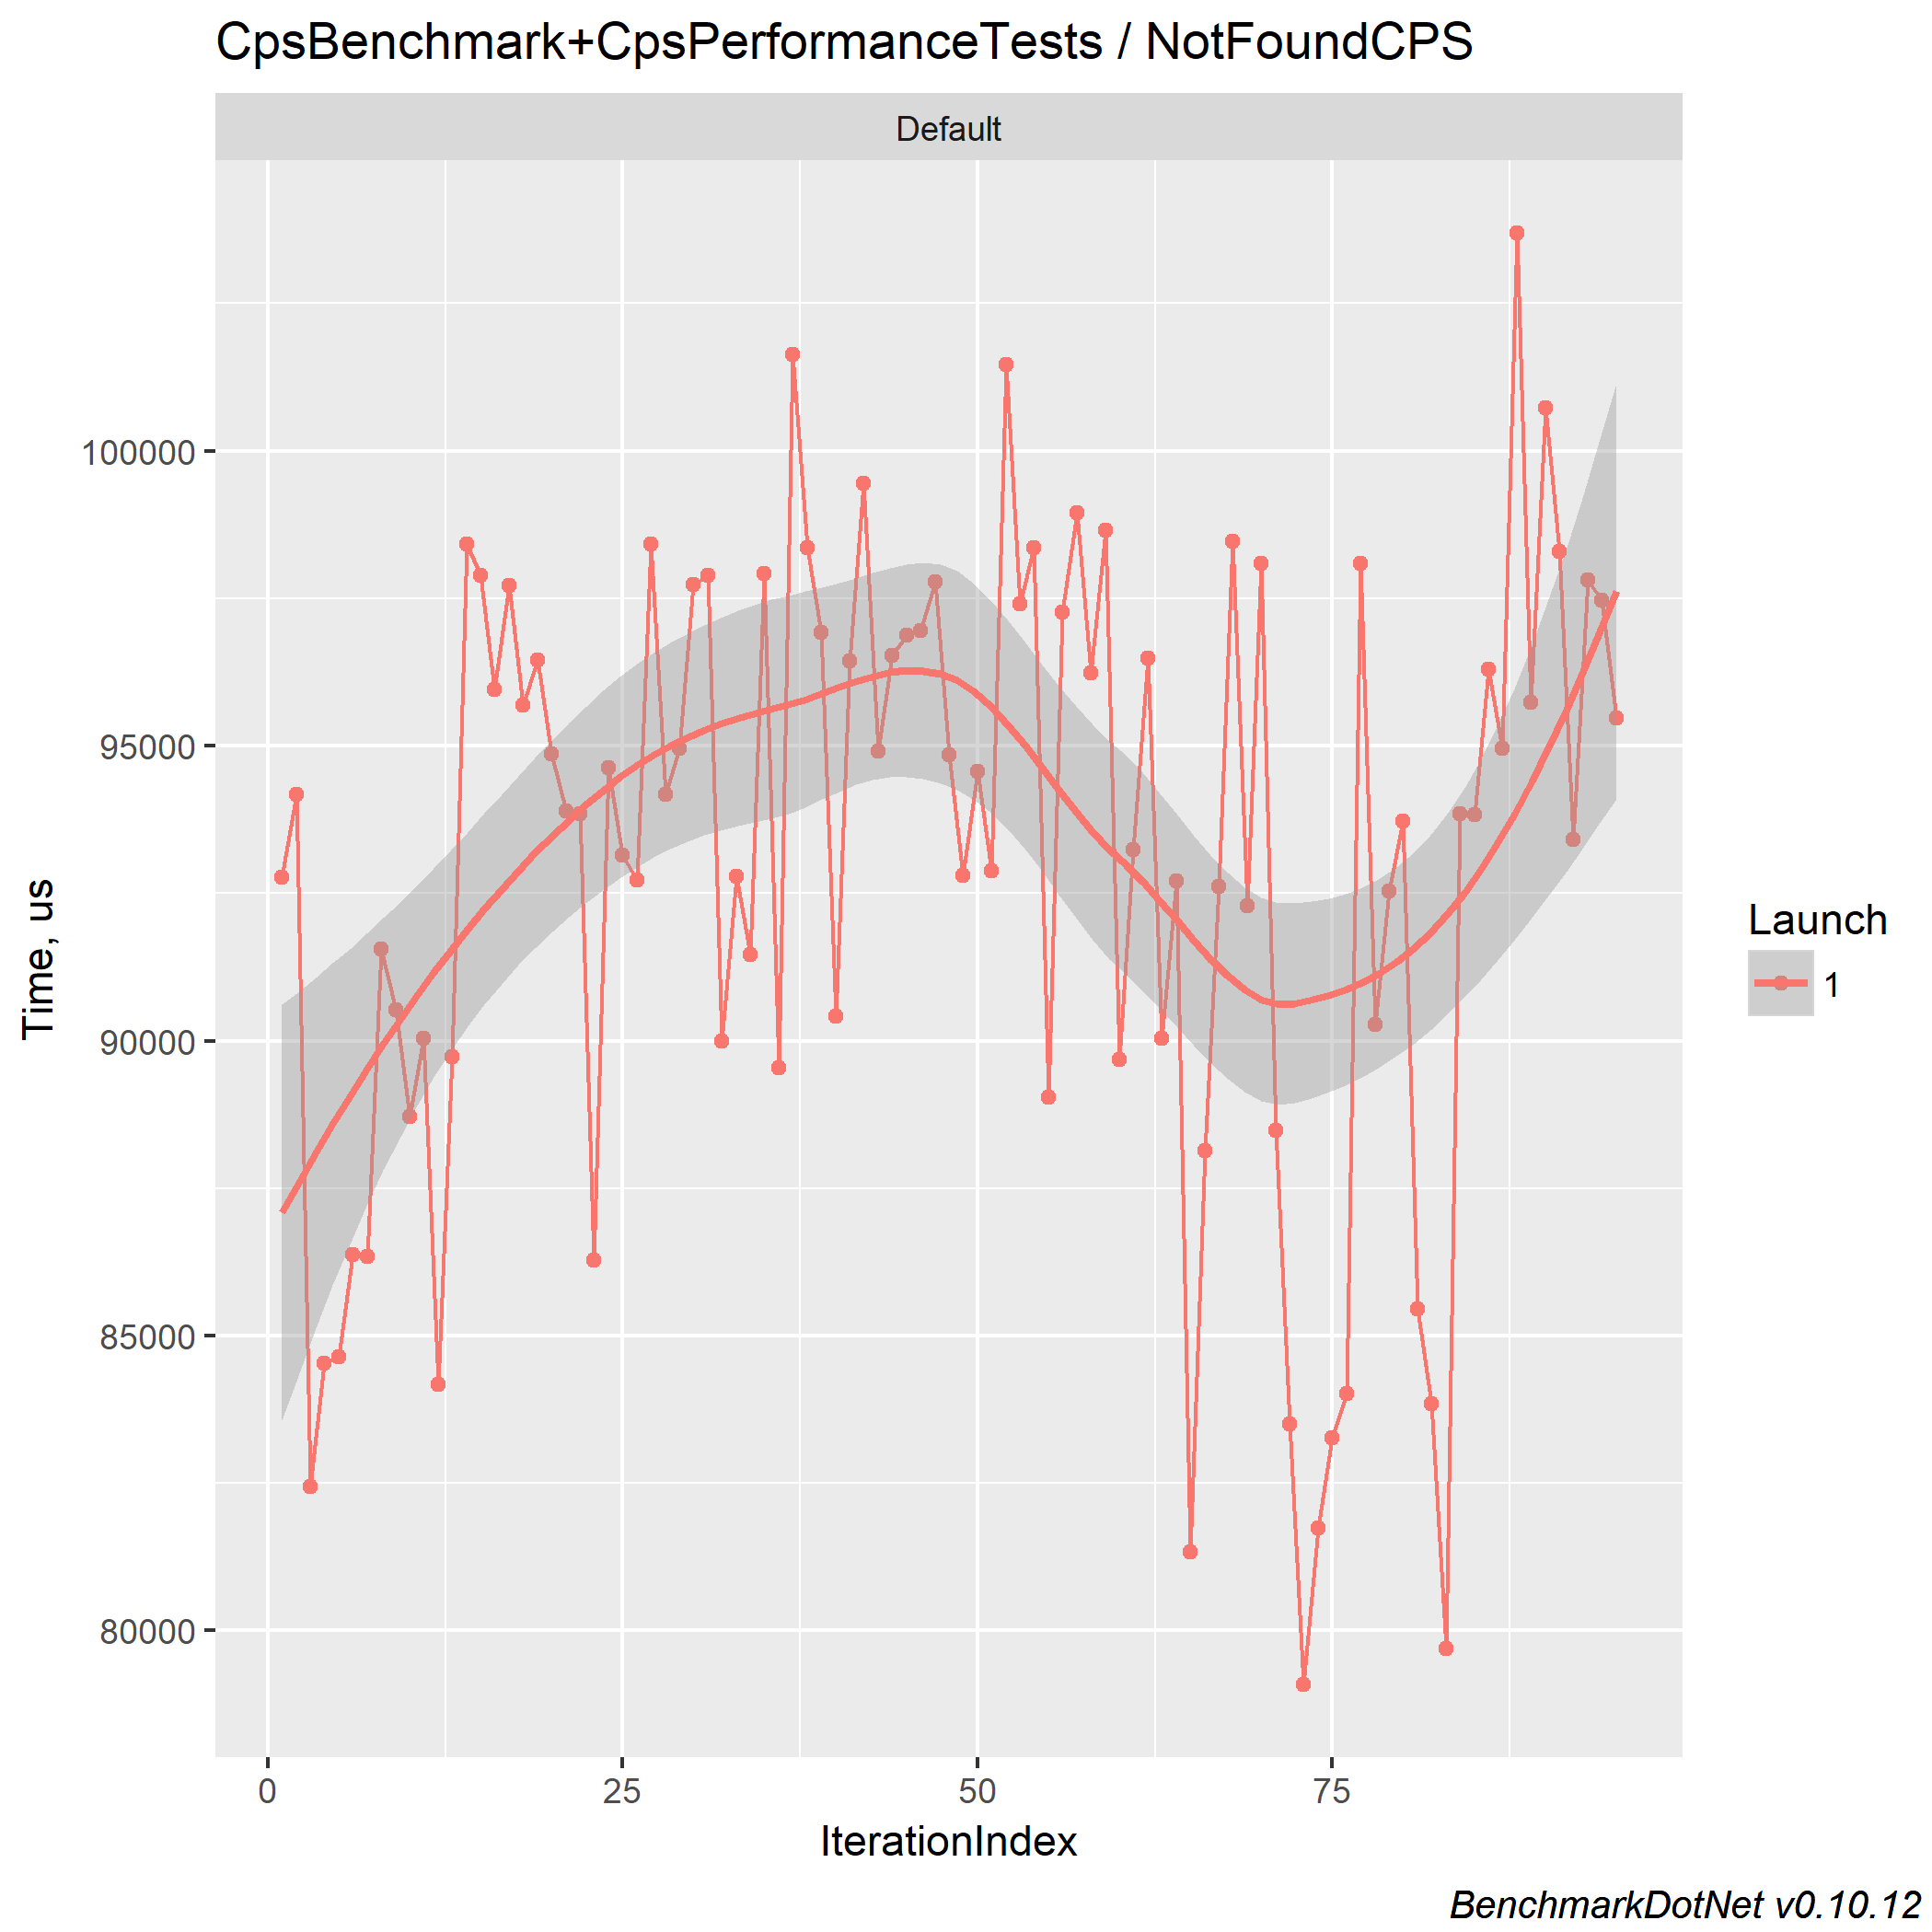 CpsBenchmark+CpsPerformanceTests / NotFoundCPS
Default
100000
95000
90000
85000
80000
Time, us
0 25 50 75
IterationIndex
Launch
1
BenchmarkDotNet v0.10.12